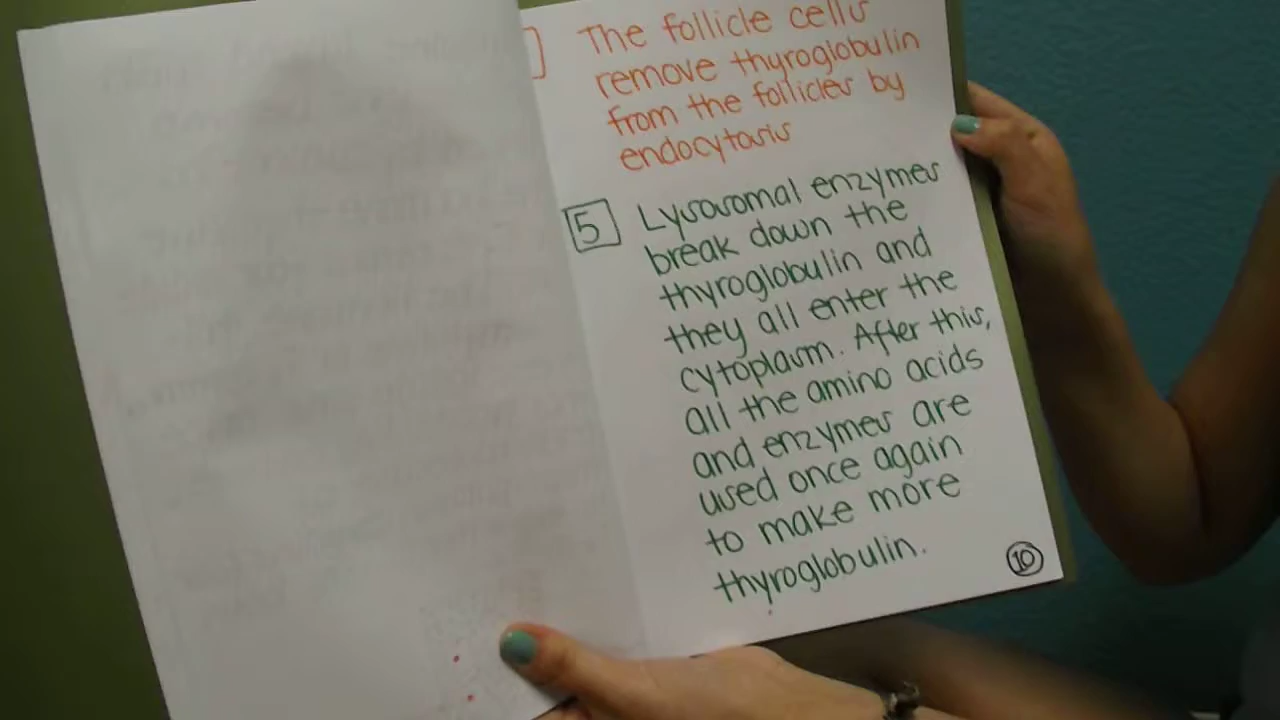 The follicle cells
remove thyroglobulin
from the follicles by
endocytosis
5 Lysosomal enzymes
break down the
thyroglobulin and
they all enter the
cytoplasm. After this,
all the amino acids
and enzymes are
used once again
to make more
thyroglobulin.
10